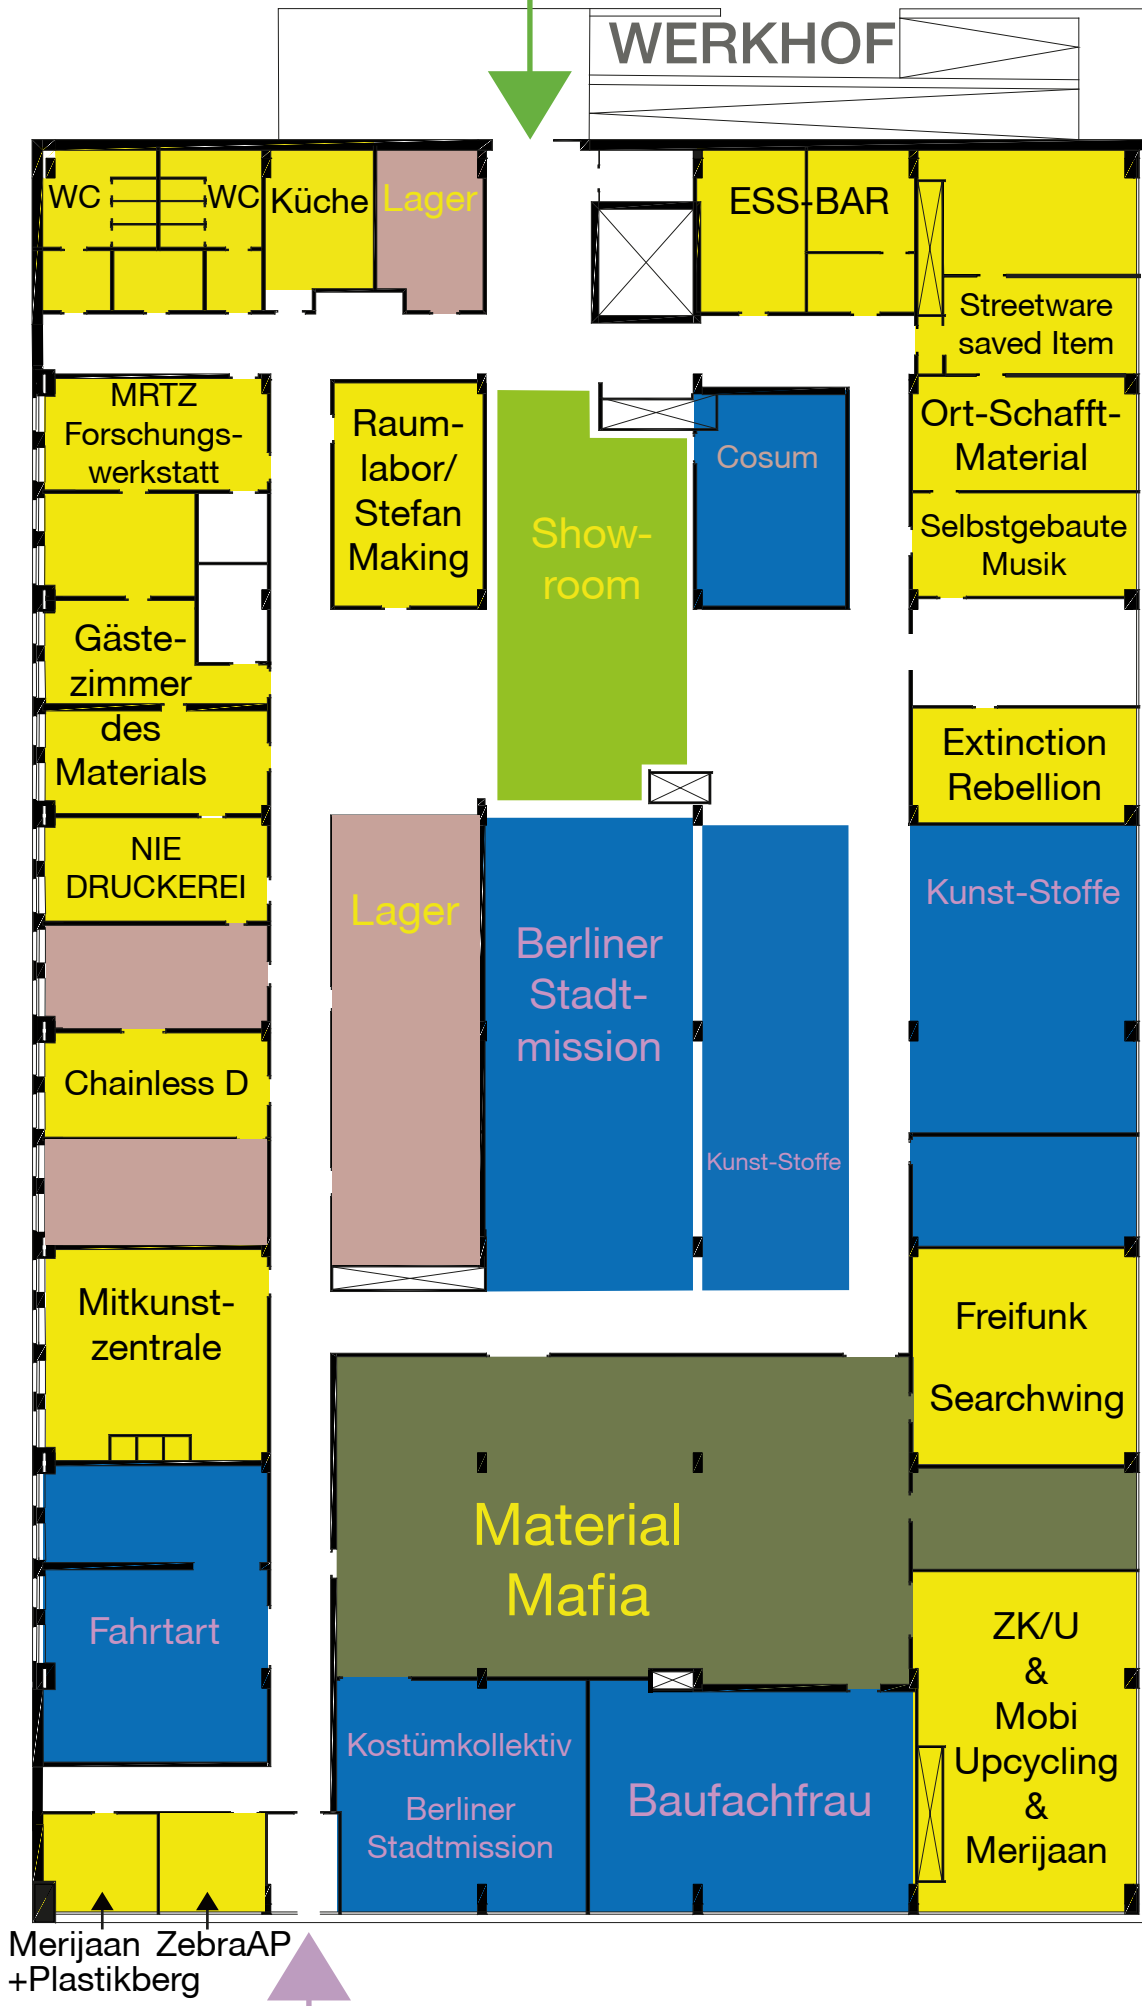 WERKHOF
WC
WC
Küche
Lager
ESS-BAR
Streetware
saved Item
MRTZ
Forschungs-
werkstatt
Raum-
labor/
Stefan
Making
Show-
room
Cosum
Ort-Schafft-
Material
Selbstgebaute
Musik
Gäste-
zimmer
des
Materials
Extinction
Rebellion
NIE
DRUCKEREI
Lager
Berliner
Stadt-
mission
Kunst-Stoffe
Kunst-Stoffe
Chainless D
Mitkunst-
zentrale
Freifunk
Searchwing
Material
Mafia
Fahrtart
ZK/U
&
Mobi
Upcycling
&
Merijaan
Kostümkollektiv
Berliner
Stadtmission
Baufachfrau
Merijaan
+Plastikberg
ZebraAP